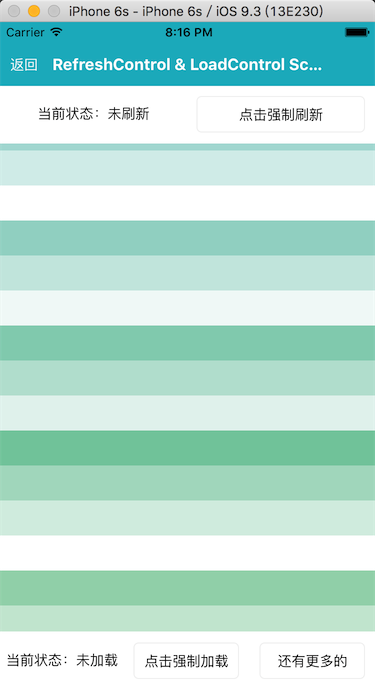 iPhone 6s - iPhone 6s / iOS 9.3 (13E230)
Carrier 8:16 PM
返回 RefreshControl & LoadControl Sc...
当前状态：未刷新 点击强制刷新
当前状态：未加载 点击强制加载 还有更多的